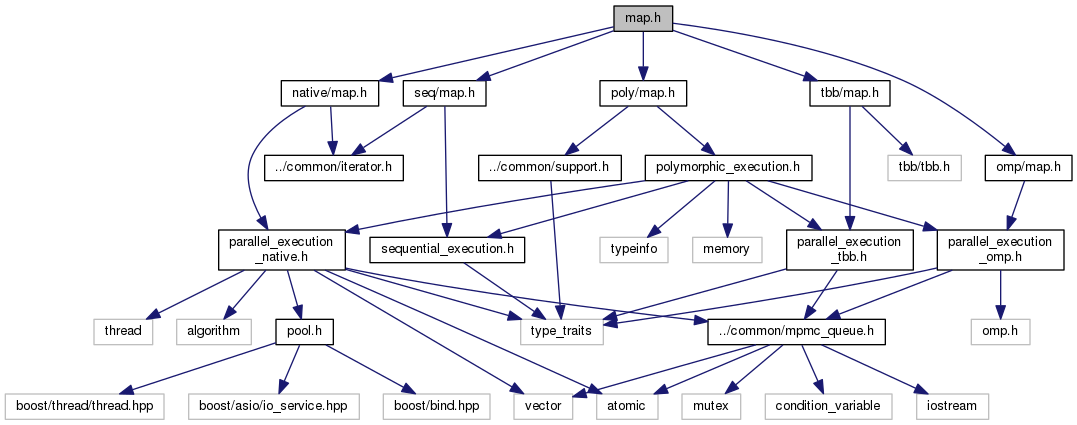 map.h
native/map.h
seq/map.h
poly/map.h
tbb/map.h
../common/iterator.h
../common/support.h
polymorphic_execution.h
tbb/tbb.h
omp/map.h
parallel_execution
_native.h
sequential_execution.h
typeinfo
memory
parallel_execution
_tbb.h
parallel_execution
_omp.h
thread
algorithm
pool.h
type_traits
../common/mpmc_queue.h
omp.h
boost/thread/thread.hpp
boost/asio/io_service.hpp
boost/bind.hpp
vector
atomic
mutex
condition_variable
iostream